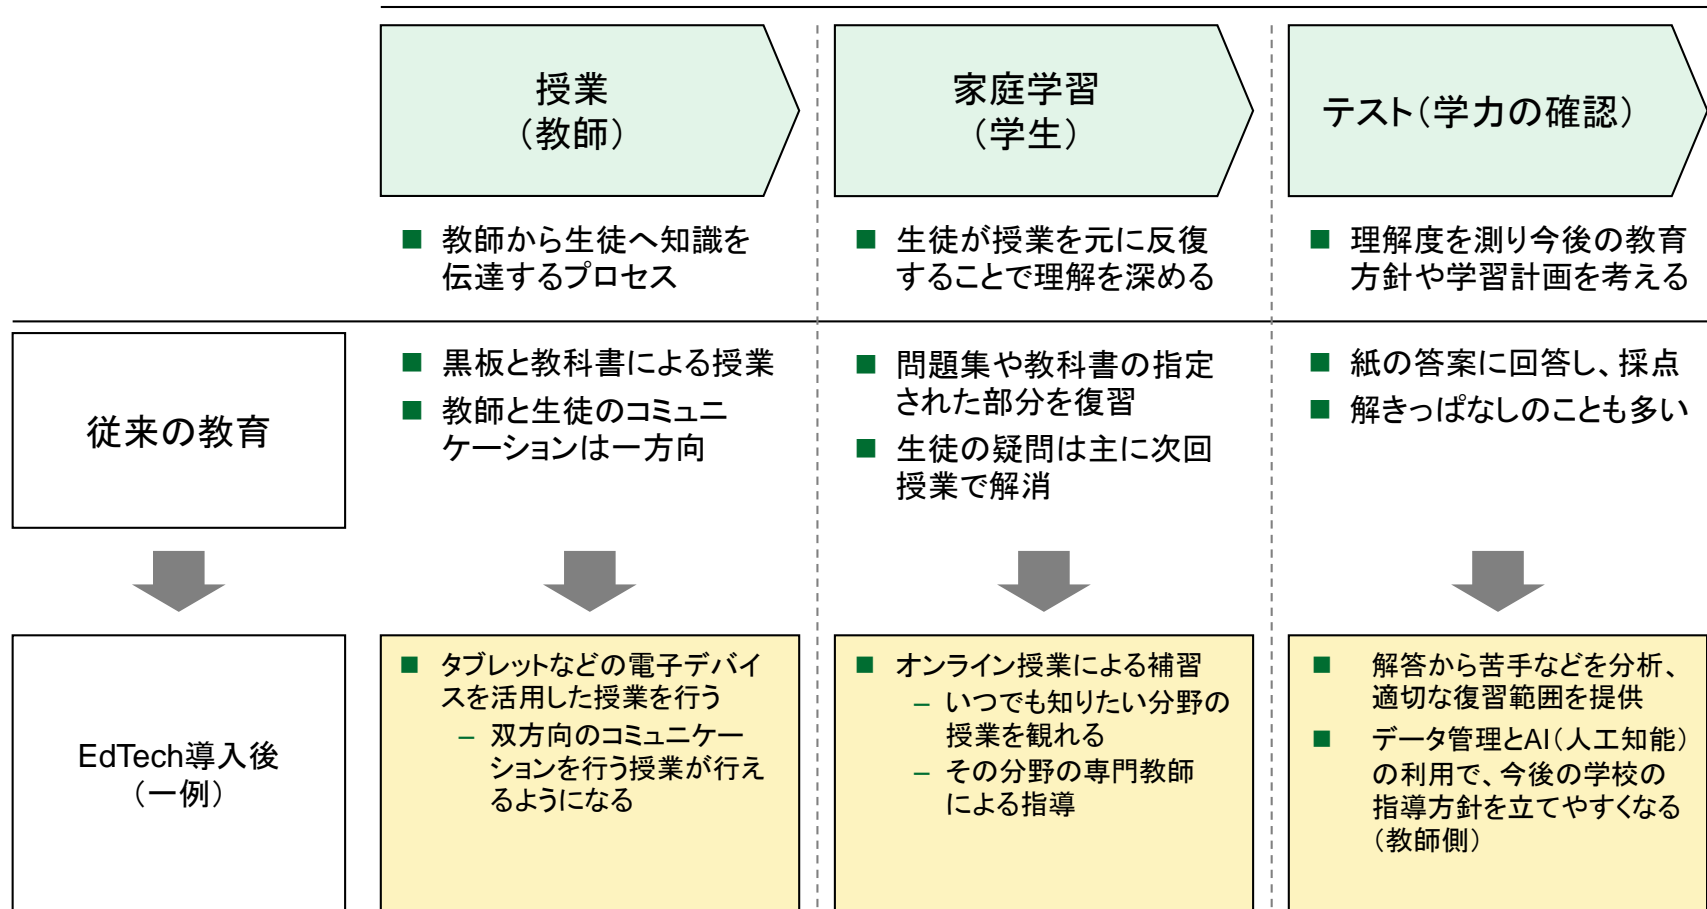 授業
（教師）
家庭学習
（学生）
テスト（学力の確認）
■ 教師から生徒へ知識を
伝達するプロセス
■ 生徒が授業を元に反復
することで理解を深める
■ 理解度を測り今後の教育
方針や学習計画を考える
従来の教育
■ 黒板と教科書による授業
■ 教師と生徒のコミュニ
ケーションは一方向
■ 問題集や教科書の指定
された部分を復習
■ 生徒の疑問は主に次回
授業で解消
■ 紙の答案に回答し、採点
■ 解きっぱなしのことも多い
EdTech導入後
（一例）
■ タブレットなどの電子デバイ
スを活用した授業を行う
– 双方向のコミュニケー
ションを行う授業が行え
るようになる
■ オンライン授業による補習
– いつでも知りたい分野の
授業を観れる
– その分野の専門教師
による指導
■ 解答から苦手などを分析、
適切な復習範囲を提供
■ データ管理とAI（人工知能）
の利用で、今後の学校の
指導方針を立てやすくなる
（教師側）